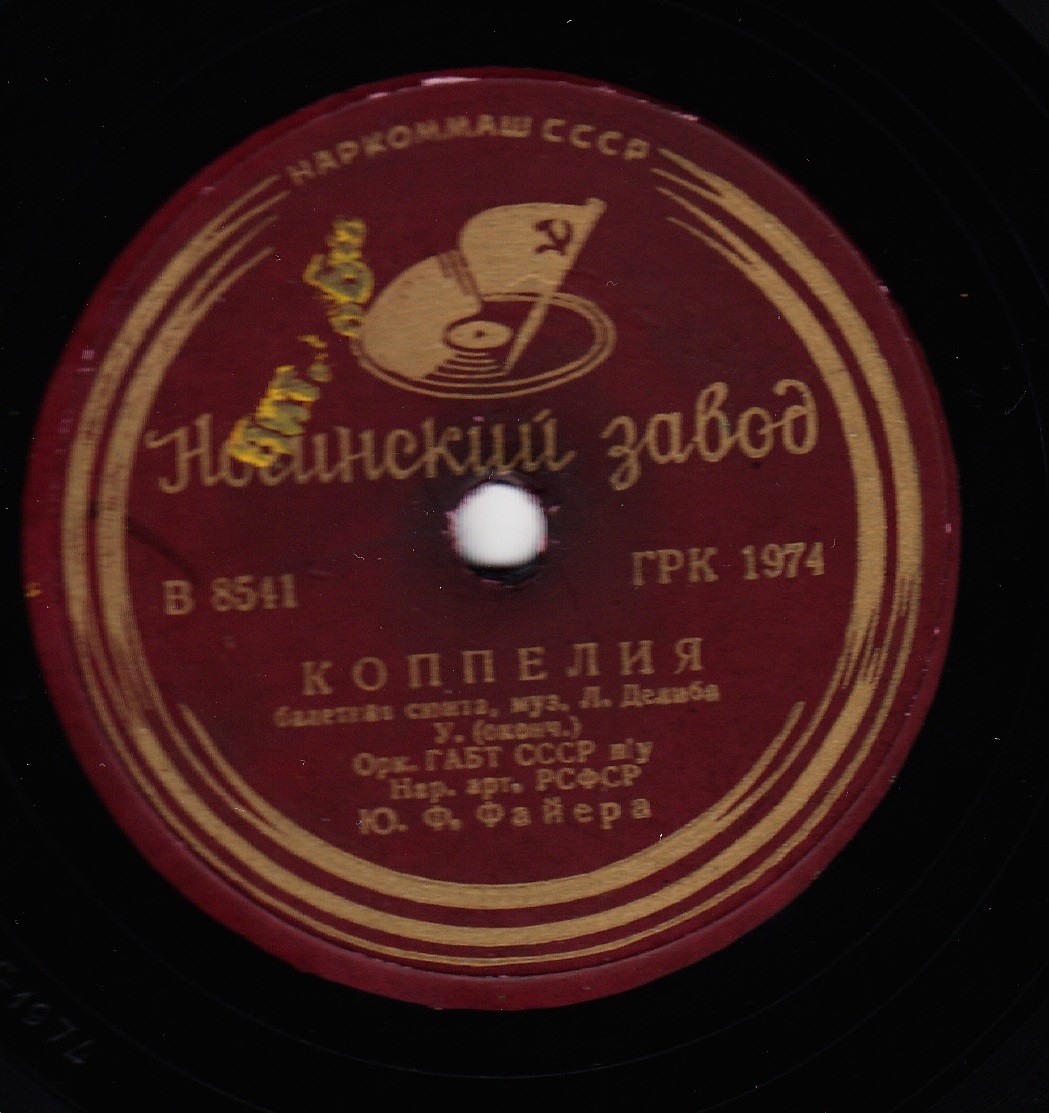 НАРКОММАШ СССР
Ногинский завод
В 8541
ГРК 1974
КОППЕЛИЯ
балетная сюита, муз. Л. Делиба
У. (оконч.)
Орк. ГАБТ СССР п/у
Нар. арт. РСФСР
Ю. Ф. Файера